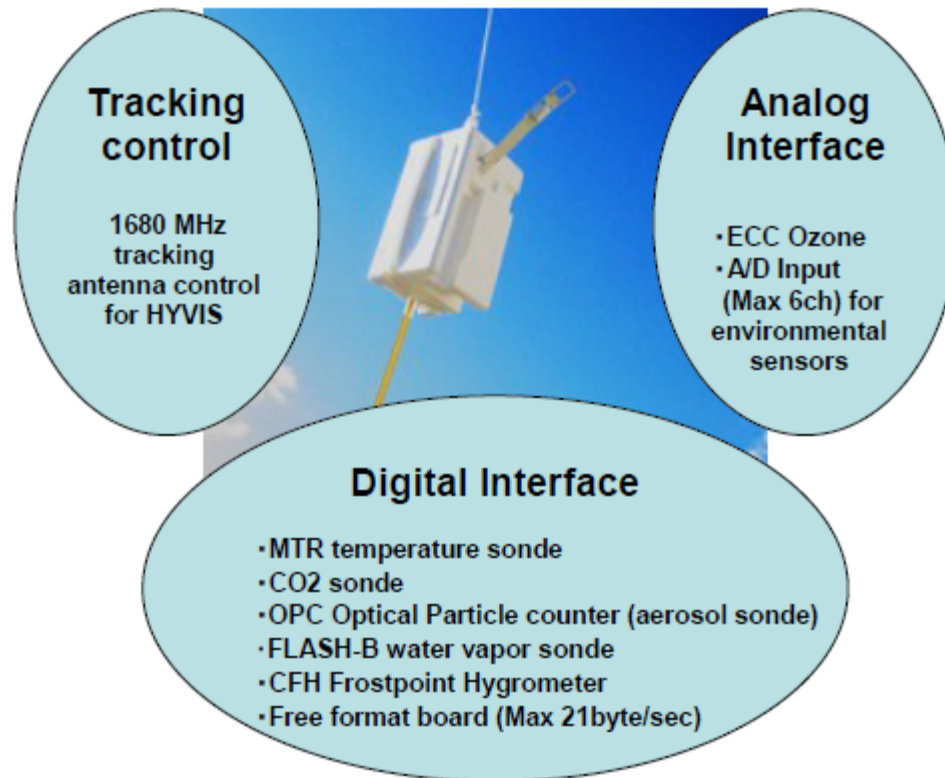 Tracking
control
1680 MHz
tracking
antenna control
for HYVIS
Analog
Interface
・ECC Ozone
・A/D Input
(Max 6ch) for
environmental
sensors
Digital Interface
・MTR temperature sonde
・CO2 sonde
・OPC Optical Particle counter (aerosol sonde)
・FLASH-B water vapor sonde
・CFH Frostpoint Hygrometer
・Free format board (Max 21byte/sec)